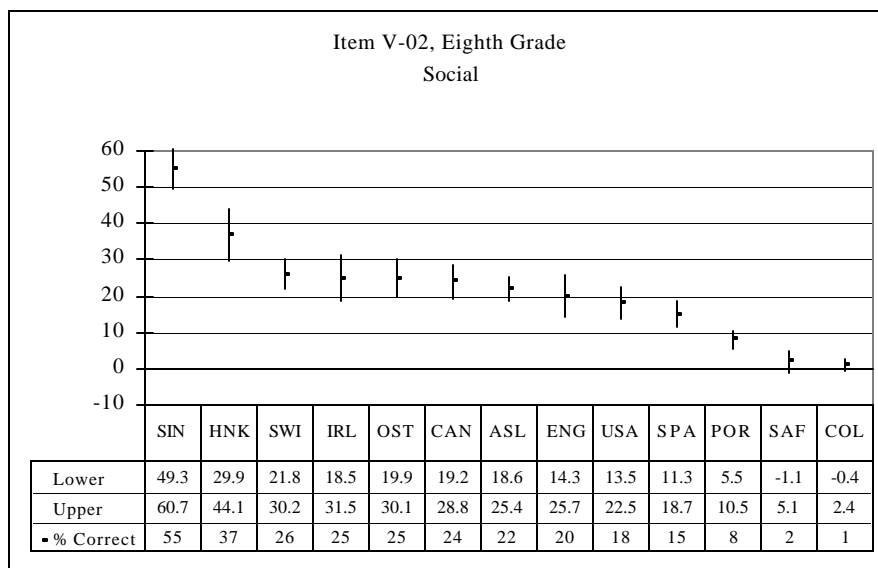 Item V-02, Eighth Grade
Social
60
50
40
30
20
10
0
-10
SIN HNK SWI IRL OST CAN ASL ENG USA SPA POR SAF COL
Lower 49.3 29.9 21.8 18.5 19.9 19.2 18.6 14.3 13.5 11.3 5.5 -1.1 -0.4
Upper 60.7 44.1 30.2 31.5 30.1 28.8 25.4 25.7 22.5 18.7 10.5 5.1 2.4
% Correct 55 37 26 25 25 24 22 20 18 15 8 2 1